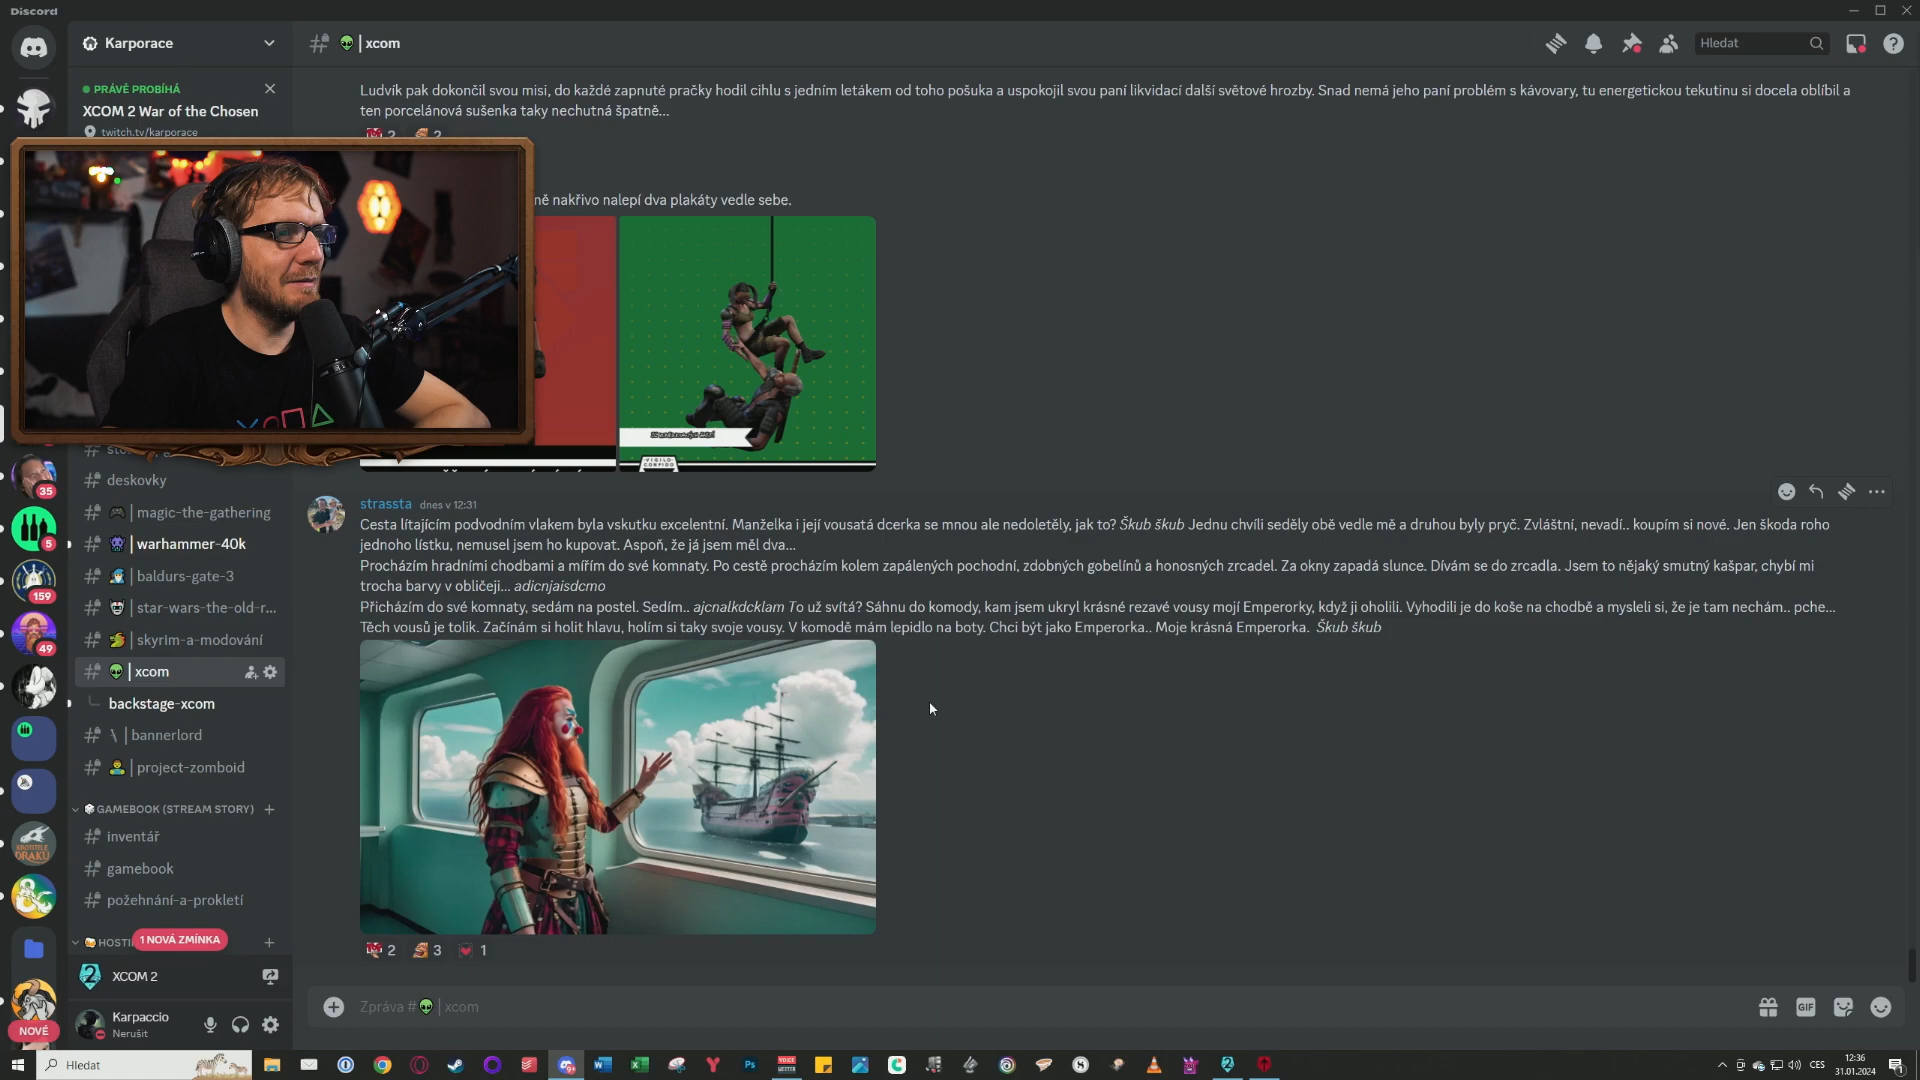 Discord
Karporace
| xcom
Hledat
PRÁVĚ PROBÍHÁ
XCOM 2 War of the Chosen
twitch.tv/karporace
Ludvík pak dokončil svou misi, do každé zapnuté pračky hodil cihlu s jedním letákem od toho pošuka a uspokojil svou paní likvidací další světové hrozby. Snad nemá jeho paní problém s kávovary, tu energetickou tekutinu si docela oblíbil a
ten porcelánová sušenka taky nechutná špatně...
2 2
ně nakřivo nalepí dva plakáty vedle sebe.
VIGILO
CONFIDO
strassta dnes v 12:31
Cesta lítajícím podvodním vlakem byla vskutku excelentní. Manželka i její vousatá dcerka se mnou ale nedoletěly, jak to? Škub škub Jednu chvíli seděly obě vedle mě a druhou byly pryč. Zvláštní, nevadí.. koupím si nové. Jen škoda roho
jednoho lístku, nemusel jsem ho kupovat. Aspoň, že já jsem měl dva...
Procházím hradními chodbami a mířím do své komnaty. Po cestě procházím kolem zapálených pochodní, zdobných gobelínů a honosných zrcadel. Za okny zapadá slunce. Dívám se do zrcadla. Jsem to nějaký smutný kašpar, chybí mi
trocha barvy v obličeji... adicnjaisdcmo
Přicházím do své komnaty, sedám na postel. Sedím.. ajcnalkdcklam To už svítá? Sáhnu do komody, kam jsem ukryl krásné rezavé vousy mojí Emperorky, když ji oholili. Vyhodili je do koše na chodbě a mysleli si, že je tam nechám.. pche...
Těch vousů je tolik. Začínám si holit hlavu, holím si taky svoje vousy. V komodě mám lepidlo na boty. Chci být jako Emperorka.. Moje krásná Emperorka. Škub škub
2 3 1
Zpráva # | xcom
GIF
deskovky
| magic-the-gathering
| warhammer-40k
| baldurs-gate-3
| star-wars-the-old-r...
| skyrim-a-modování
| xcom
backstage-xcom
| bannerlord
| project-zomboid
GAMEBOOK (STREAM STORY)
inventář
gamebook
požehnání-a-prokletí
HOSTI
1 NOVÁ ZMÍNKA
XCOM 2
Karpaccio
Nerušit
35
5
159
49
KROTITELÉ
DRAKŮ
NOVÉ
Hledat
CES
12:36
31.01.2024